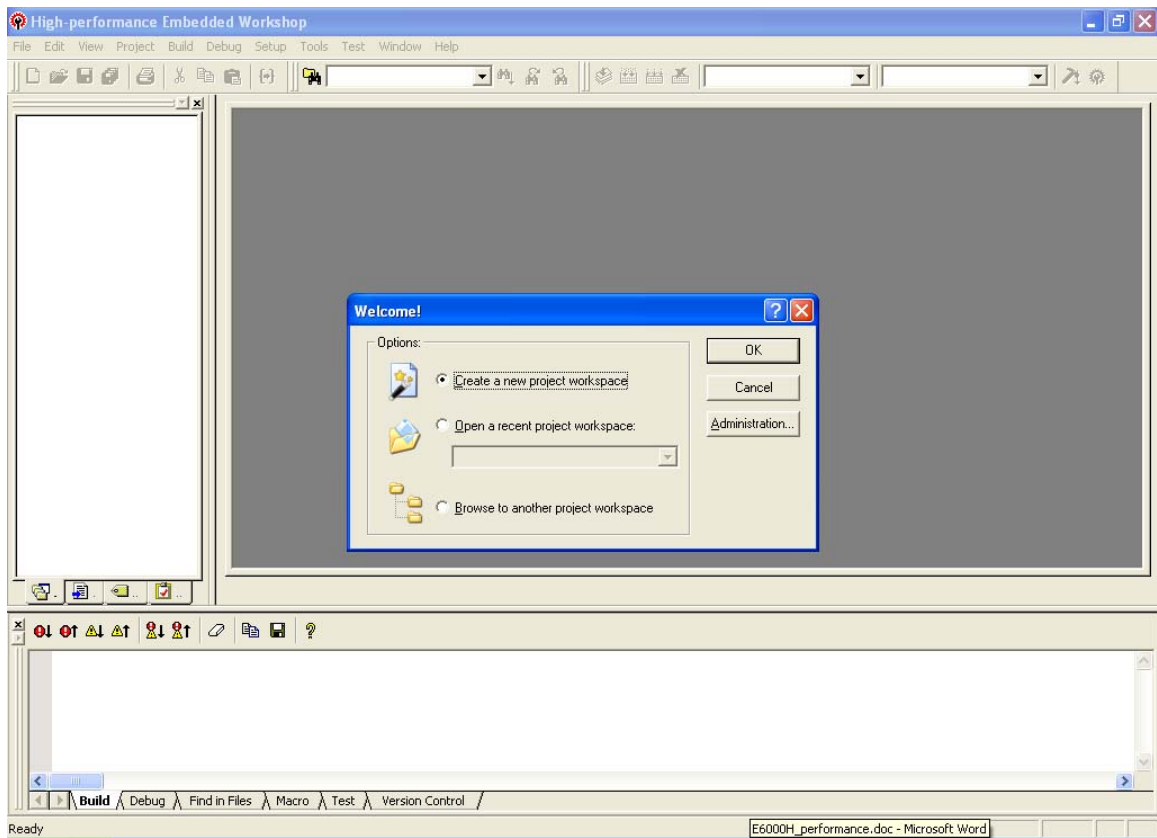 High-performance Embedded Workshop
File Edit View Project Build Debug Setup Tools Test Window Help
Welcome!
Options:
Create a new project workspace
Open a recent project workspace:
Browse to another project workspace
OK
Cancel
Administration...
Build Debug Find in Files Macro Test Version Control
Ready
E6000H_performance.doc - Microsoft Word